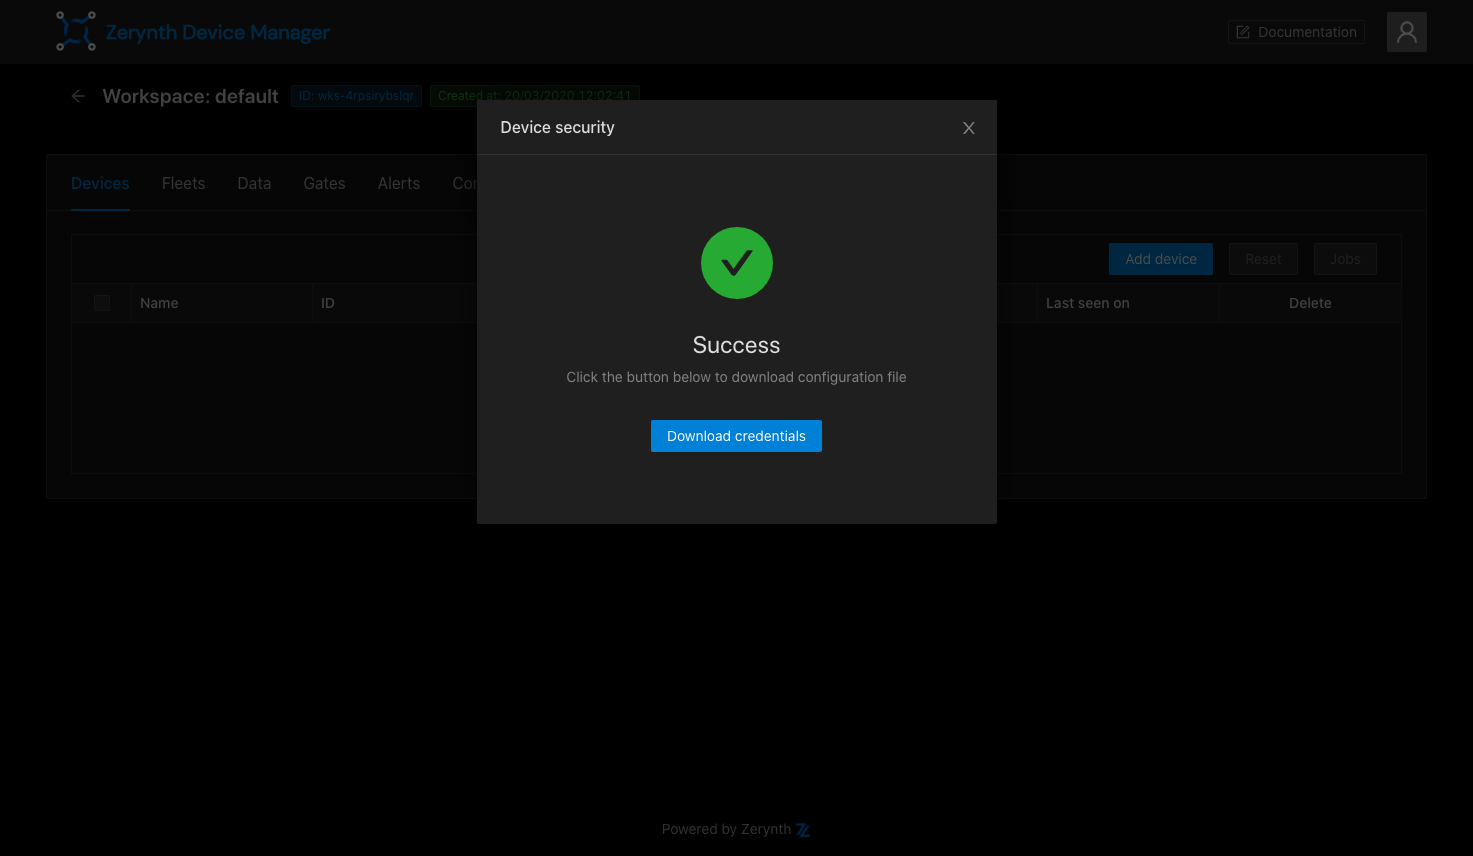 Zerynth Device Manager
Documentation
Workspace: default
ID: wks-4rpsirybslqr
Created at: 20/03/2020 12:02:41
Device security
Devices
Fleets
Data
Gates
Alerts
Add device
Reset
Jobs
Name
ID
Last seen on
Delete
Success
Click the button below to download configuration file
Download credentials
Powered by Zerynth